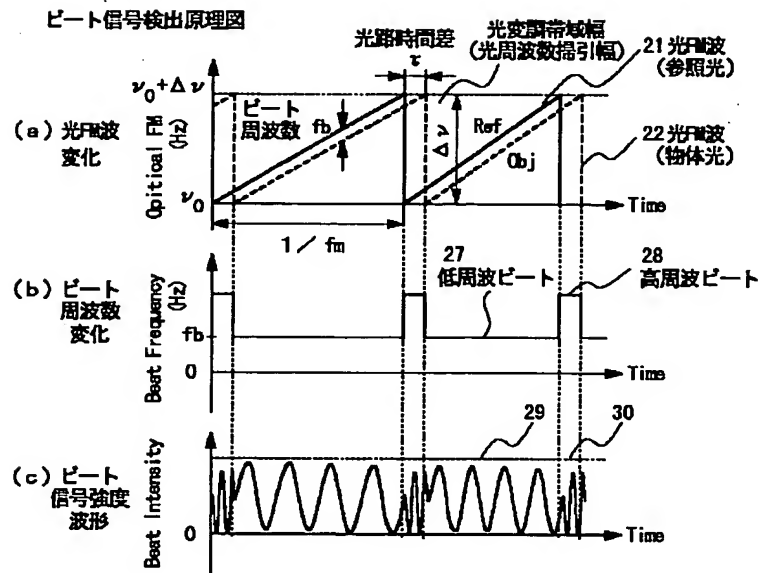 ビート信号検出原理図
光路時間差
τ
光変調帯域幅
(光周波数掃引幅)
21光FM波
(参照光)
22光FM波
(物体光)
(a)光FM波
変化
Opitical FM
(Hz)
ν0+Δν
ν0
ビート
周波数
fb
Δν
Ref
Obj
Time
1/fm
(b)ビート
周波数
変化
Beat Frequency
(Hz)
fb
0
27
低周波ビート
28
高周波ビート
Time
(c)ビート
信号強度
波形
Beat Intensity
0
29
30
Time